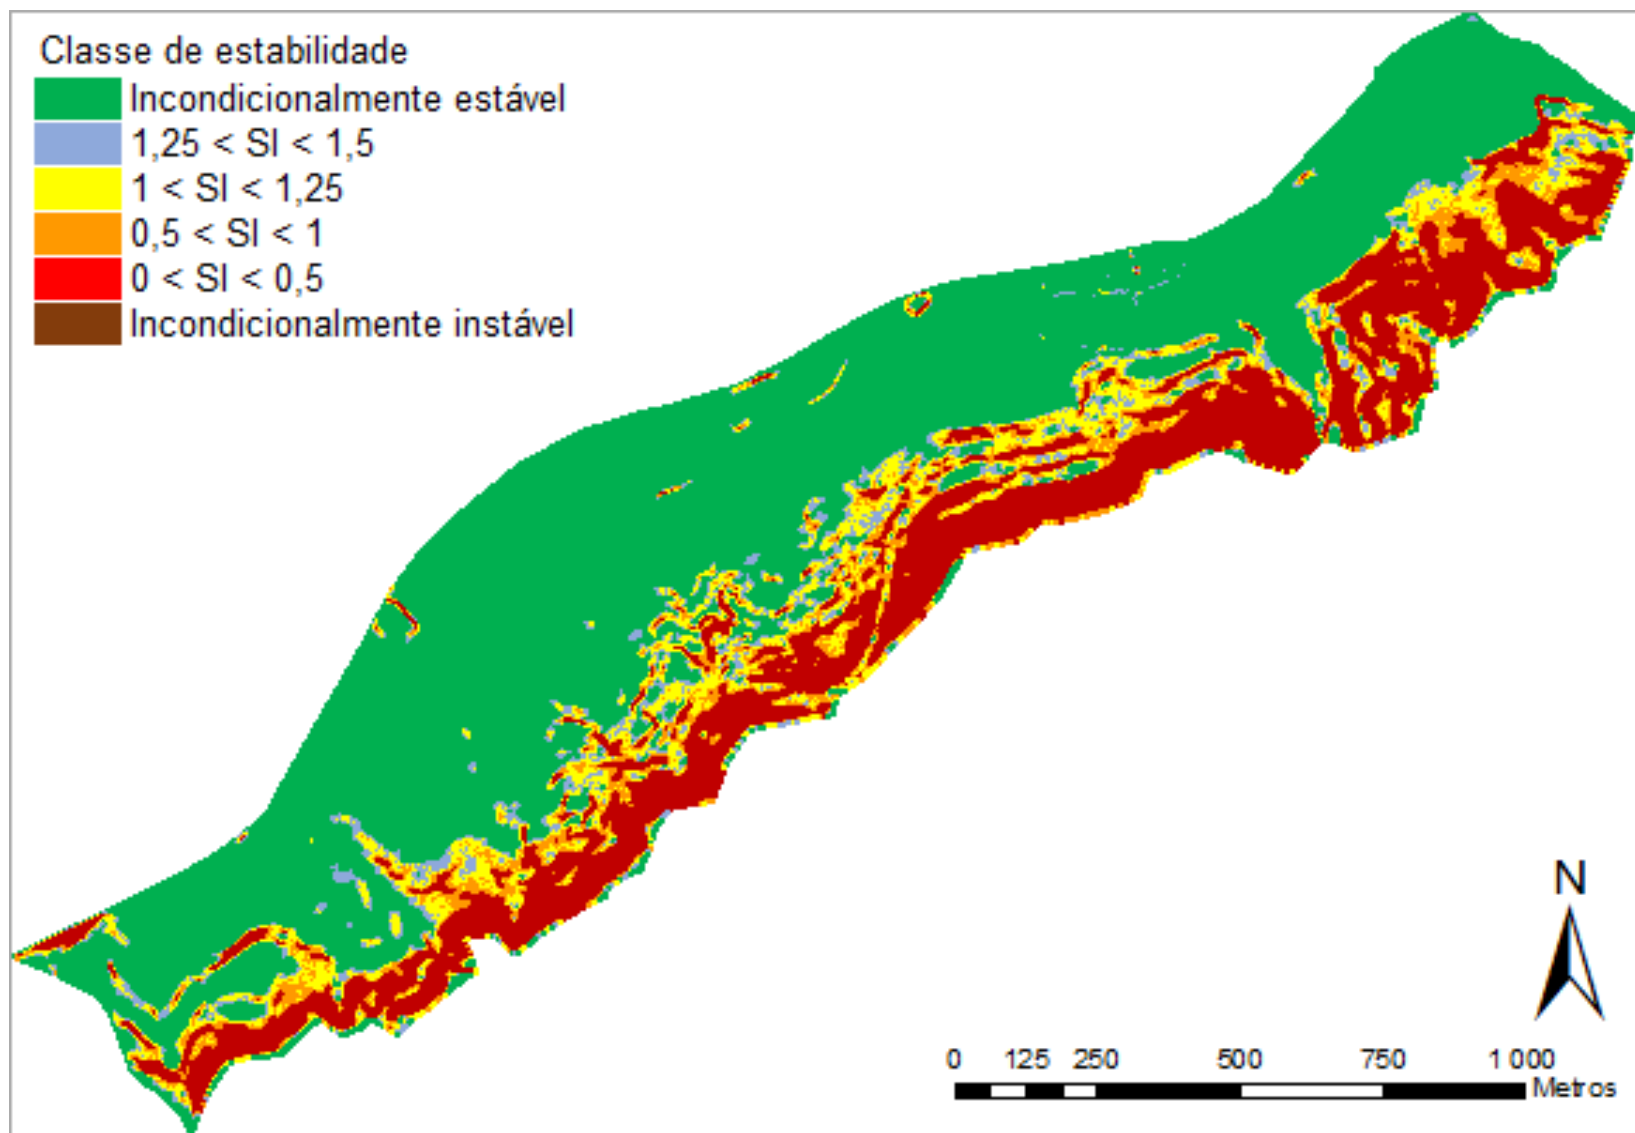 Classe de estabilidade
Incondicionalmente estável
1,25 < SI < 1,5
1 < SI < 1,25
0,5 < SI < 1
0 < SI < 0,5
Incondicionalmente instável
N
0 125 250 500 750 1 000
Metros